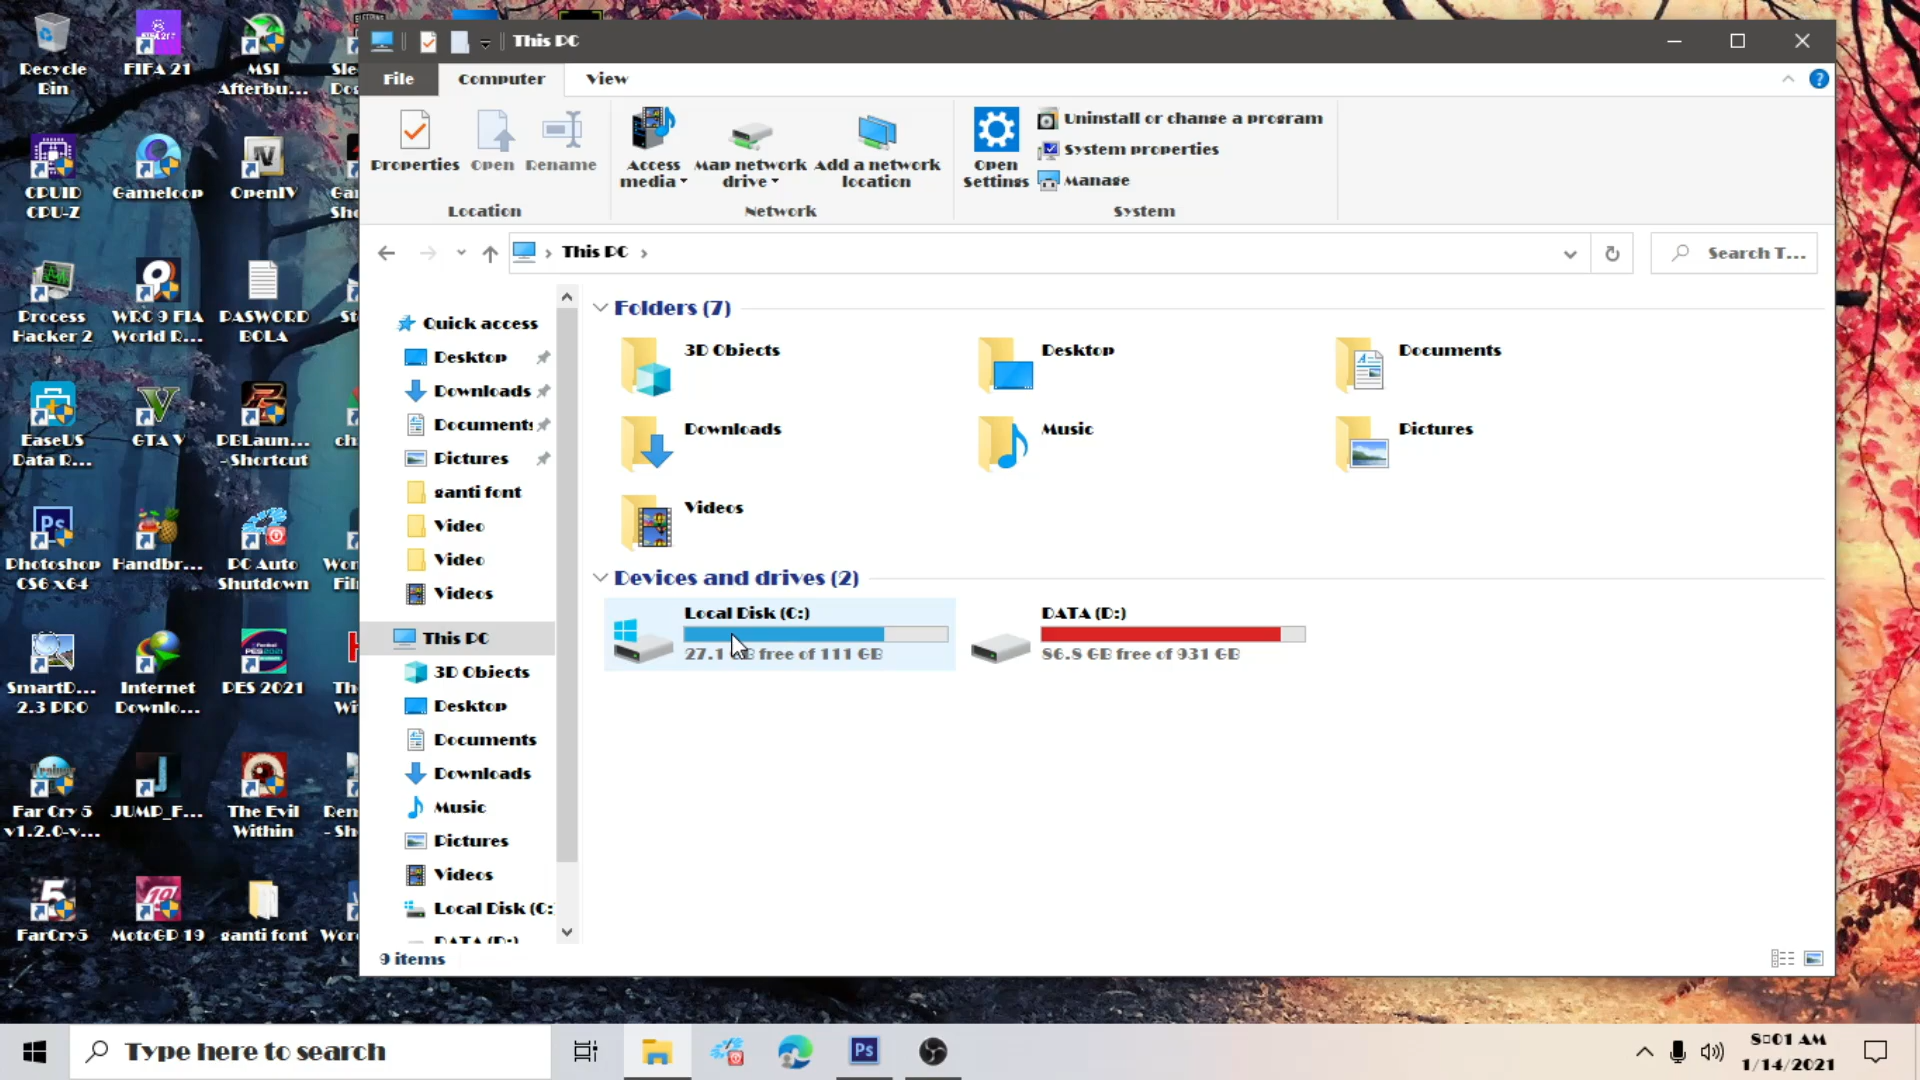 This PC
File Computer View
Properties Open Rename
Access media Map network drive Add a network location
Open Settings
Uninstall or change a program
System properties
Manage
Location Network System
This PC
Search T...
Quick access
Desktop
Downloads
Documents
Pictures
ganti font
Video
Video
Videos
This PC
3D Objects
Desktop
Documents
Downloads
Music
Pictures
Videos
Local Disk (C:
DATA (D:)
Folders (7)
3D Objects Desktop Documents
Downloads Music Pictures
Videos
Devices and drives (2)
Local Disk (C:)
27.1 GB free of 111 GB
DATA (D:)
86.8 GB free of 931 GB
9 items
Recycle Bin
FIFA 21
MSI Afterbu...
CPUID CPU-Z
Gameloop
OpenIV
Process Hacker 2
WRC 9 FIA World R...
PASWORD BOLA
EaseUS Data R...
GTA V
PBLaun... - Shortcut
Photoshop CS6 x64
Handbr...
PC Auto Shutdown
SmartD... 2.3 PRO
Internet Downlo...
PES 2021
Far Cry 5 v1.2.0-v...
JUMP_F...
The Evil Within
FarCry5
MotoGP 19
ganti font
Type here to search
8□01 AM
1/14/2021